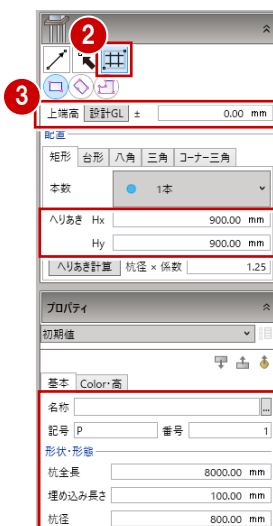 2
3
上端高 設計GL ± 0.00 mm
配置
矩形 台形 八角 三角 コーナー三角
本数 1本
へりあき Hx 900.00 mm
Hy 900.00 mm
へりあき計算 杭径 × 係数 1.25
プロパティ
初期値
基本 Color・高
名称 ...
記号 P 番号 1
形状・形態
杭全長 8000.00 mm
埋め込み長さ 100.00 mm
杭径 800.00 mm